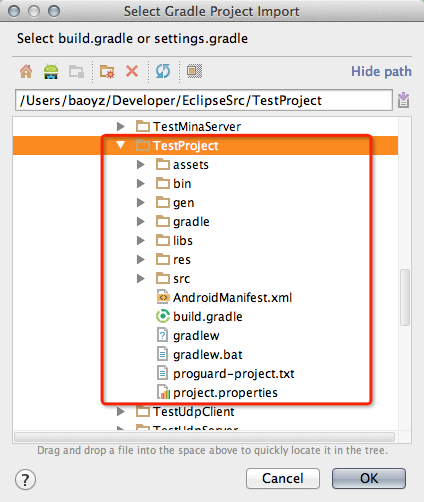 Select Gradle Project Import
Select build.gradle or settings.gradle
Hide path
/Users/baoyz/Developer/EclipseSrc/TestProject
TestMinaServer
TestProject
assets
bin
gen
gradle
libs
res
src
AndroidManifest.xml
build.gradle
gradlew
gradlew.bat
proguard-project.txt
project.properties
TestUdpClient
TestUdpServer
Drag and drop a file into the space above to quickly locate it in the tree.
?
Cancel
OK